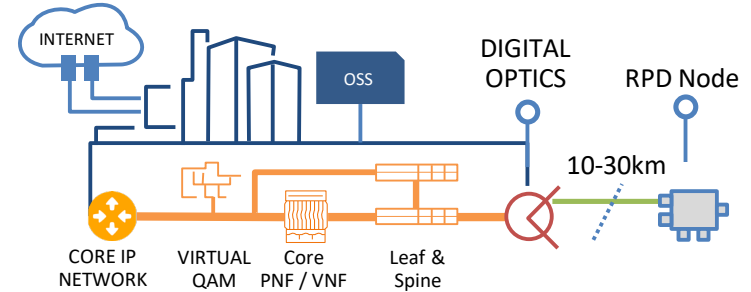 INTERNET
OSS
DIGITAL
OPTICS
RPD Node
10-30km
CORE IP
NETWORK
VIRTUAL
QAM
Core
PNF / VNF
Leaf &
Spine